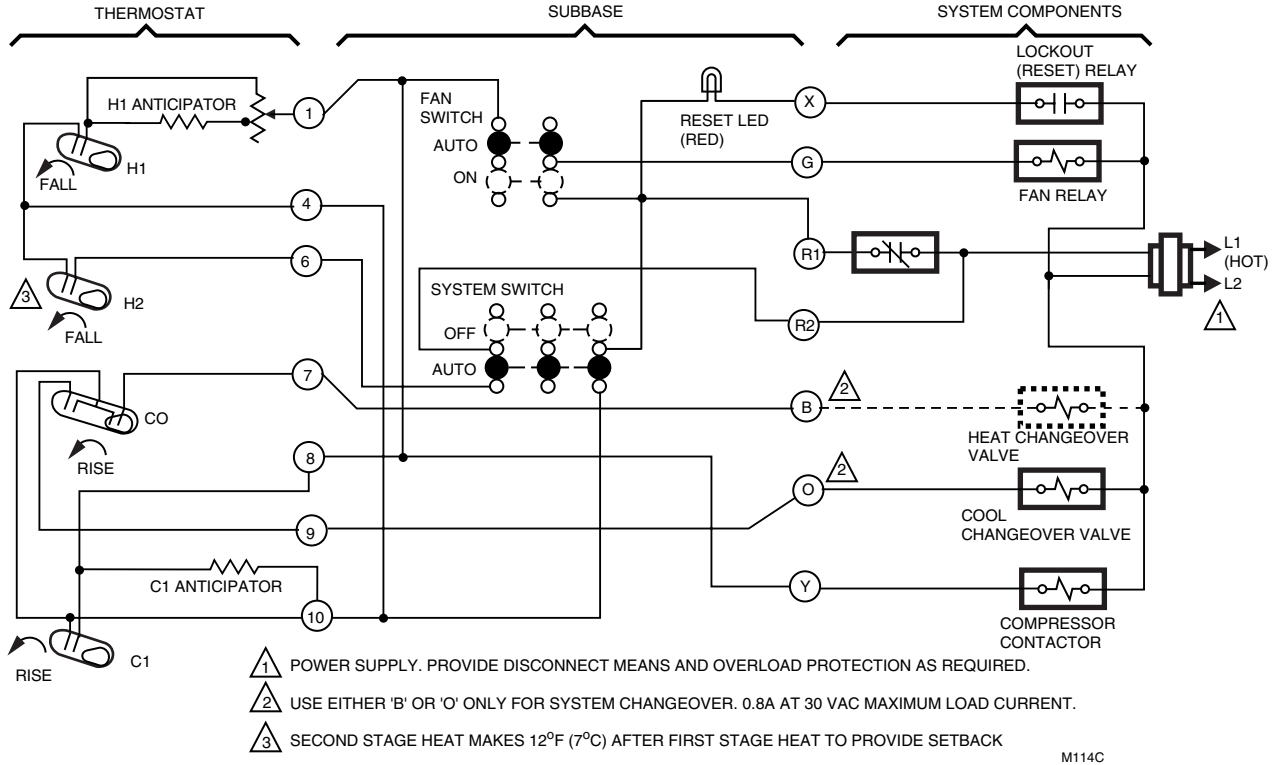 THERMOSTAT
SUBBASE
SYSTEM COMPONENTS
LOCKOUT
(RESET) RELAY
H1 ANTICIPATOR
1
FAN
SWITCH
RESET LED
(RED)
X
AUTO
H1
G
FALL
ON
FAN RELAY
4
R1
L1
(HOT)
6
3
H2
SYSTEM SWITCH
L2
FALL
OFF
R2
1
AUTO
7
2
B
CO
HEAT CHANGEOVER
VALVE
RISE
8
2
O
9
COOL
CHANGEOVER VALVE
C1 ANTICIPATOR
Y
10
COMPRESSOR
CONTACTOR
C1
RISE
1 POWER SUPPLY. PROVIDE DISCONNECT MEANS AND OVERLOAD PROTECTION AS REQUIRED.
2 USE EITHER 'B' OR 'O' ONLY FOR SYSTEM CHANGEOVER. 0.8A AT 30 VAC MAXIMUM LOAD CURRENT.
3 SECOND STAGE HEAT MAKES 12°F (7°C) AFTER FIRST STAGE HEAT TO PROVIDE SETBACK
M114C